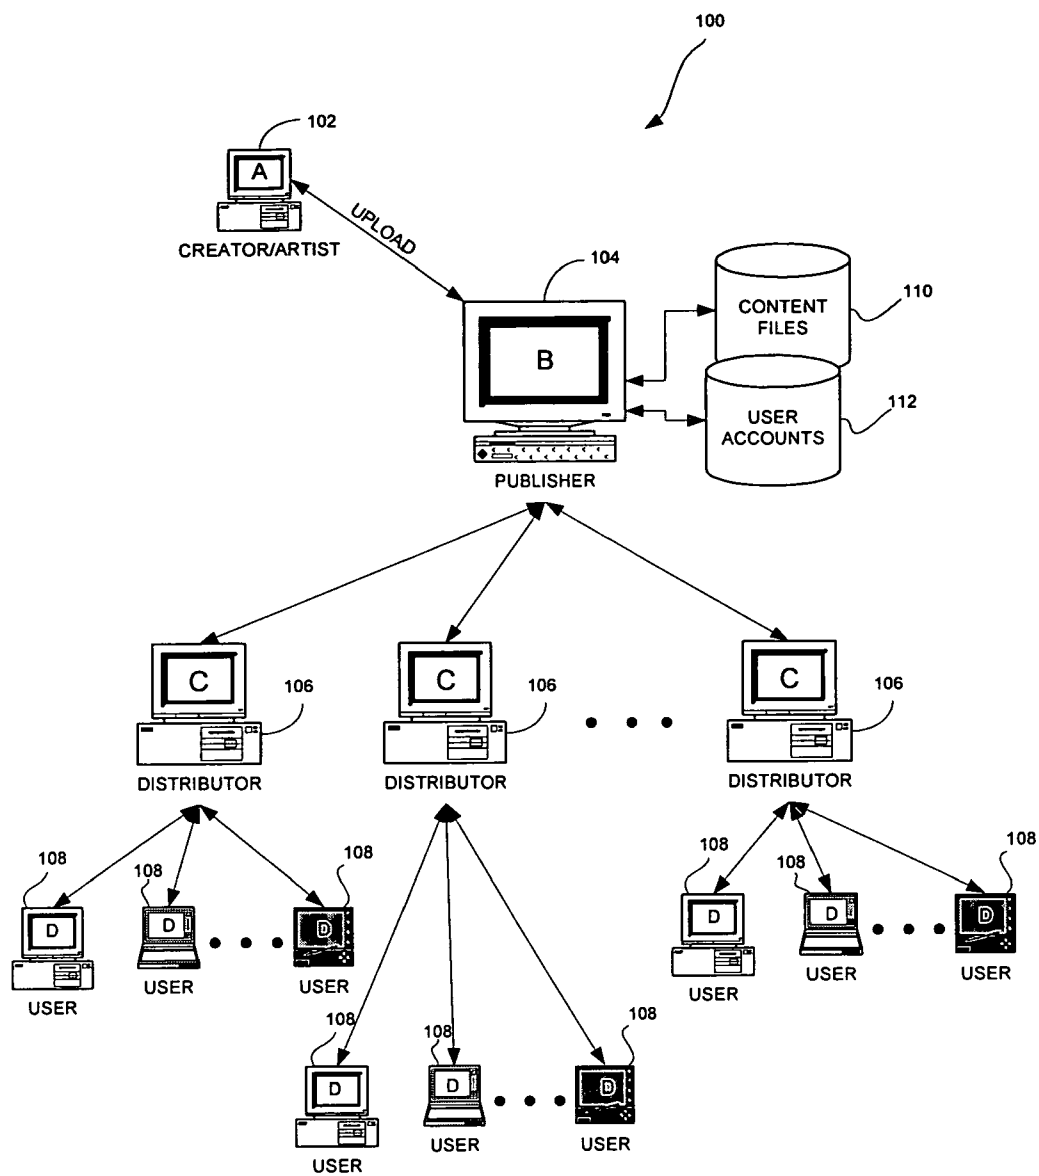 100
102
A
CREATOR/ARTIST
UPLOAD
104
B
PUBLISHER
CONTENT
FILES
110
USER
ACCOUNTS
112
C
106
DISTRIBUTOR
C
106
DISTRIBUTOR
C
106
DISTRIBUTOR
108
D
USER
108
D
USER
108
D
USER
108
D
USER
108
D
USER
108
D
USER
108
D
USER
108
D
USER
108
D
USER